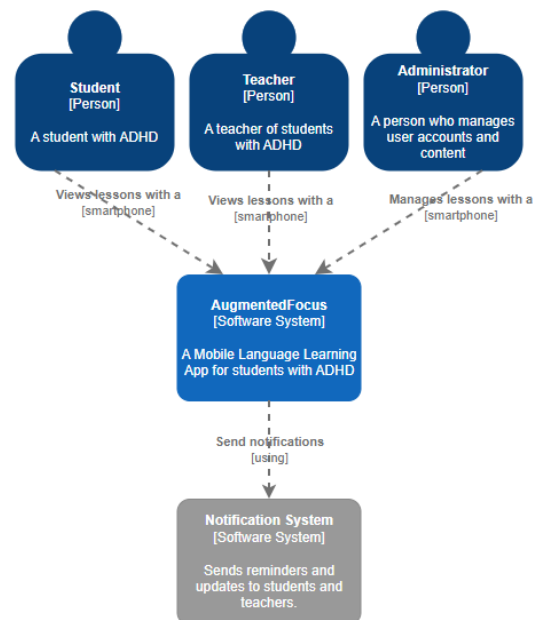 Student
[Person]
A student with ADHD
Teacher
[Person]
A teacher of students
with ADHD
Administrator
[Person]
A person who manages
user accounts and
content
Views lessons with a
[smartphone]
Views lessons with a
[smartphone]
Manages lessons with a
[smartphone]
AugmentedFocus
[Software System]
A Mobile Language Learning
App for students with ADHD
Send notifications
[using]
Notification System
[Software System]
Sends reminders and
updates to students and
teachers.